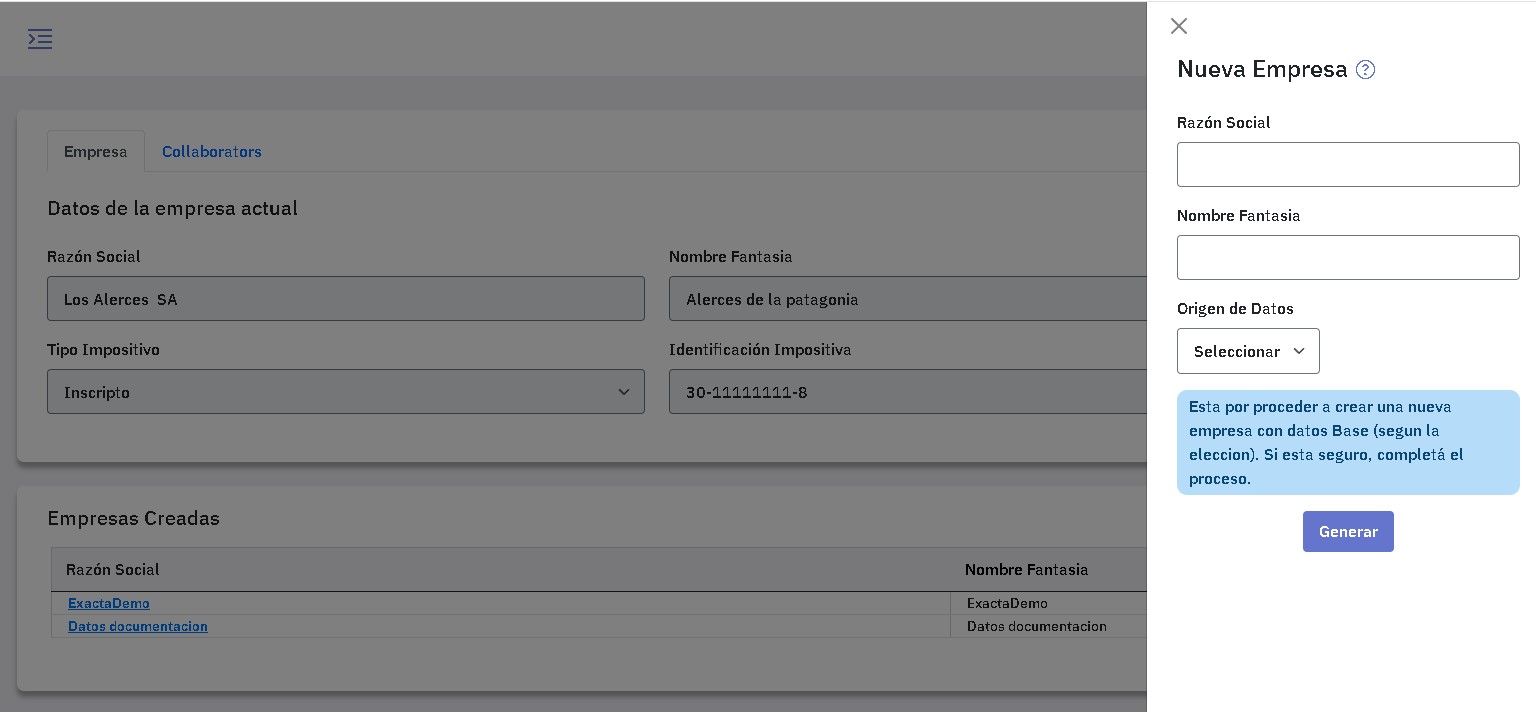 Nueva Empresa ?
Razón Social
Nombre Fantasia
Origen de Datos
Seleccionar
Esta por proceder a crear una nueva
empresa con datos Base (segun la
eleccion). Si esta seguro, completá el
proceso.
Generar
Empresa Collaborators
Datos de la empresa actual
Razón Social Nombre Fantasia
Los Alerces  SA Alerces de la patagonia
Tipo Impositivo Identificación Impositiva
Inscripto 30-11111111-8
Empresas Creadas
Razón Social Nombre Fantasia
ExactaDemo ExactaDemo
Datos documentacion Datos documentacion